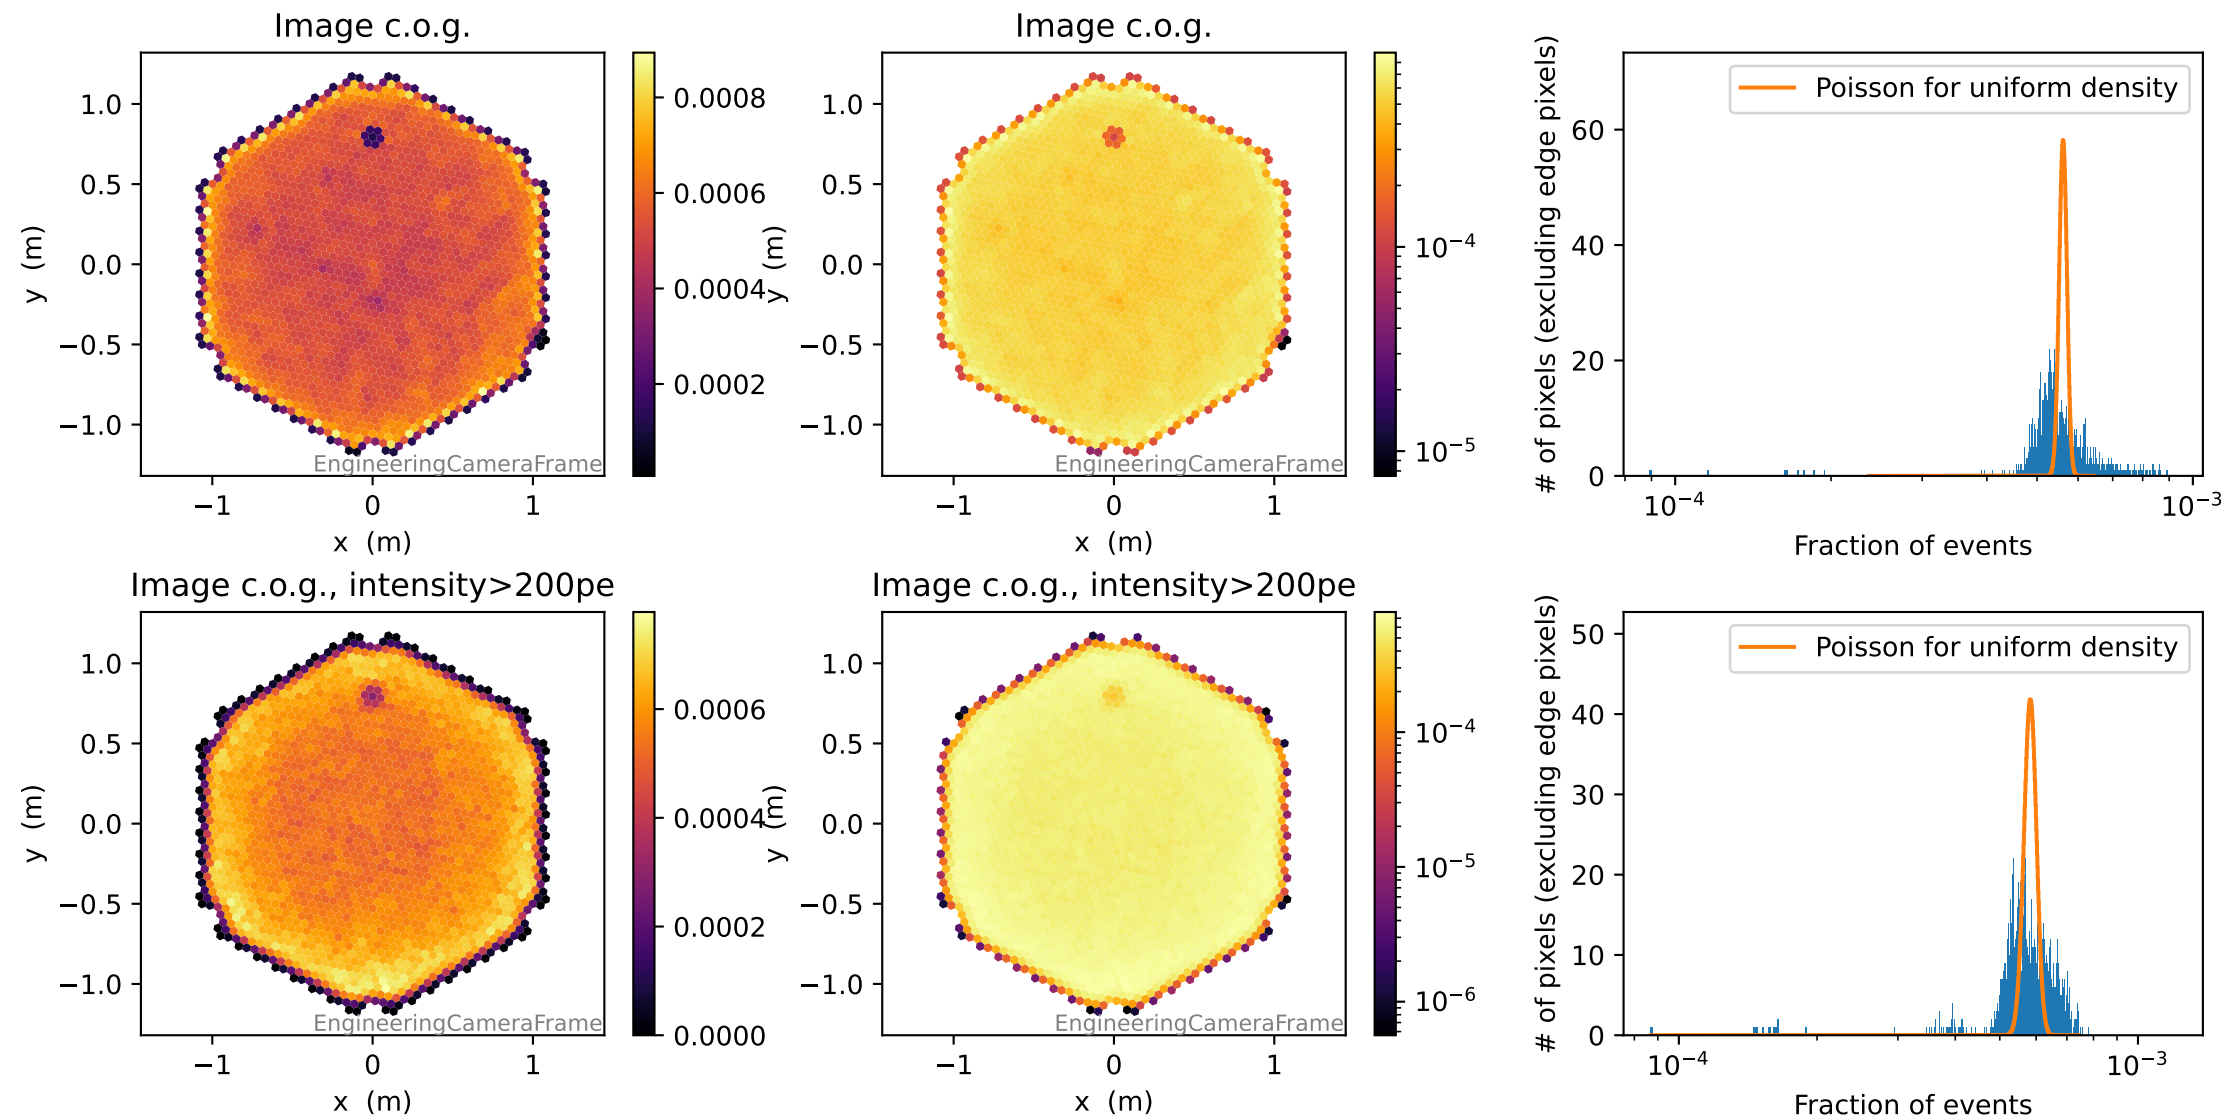 Image c.o.g.
1.0
0.5
0.0
−0.5
−1.0
y (m)
−1
0
1
x (m)
EngineeringCameraFrame
0.0008
0.0006
0.0004
0.0002
Image c.o.g.
1.0
0.5
0.0
−0.5
−1.0
y (m)
−1
0
1
x (m)
EngineeringCameraFrame
10⁻⁴
10⁻⁵
# of pixels (excluding edge pixels)
60
40
20
0
Poisson for uniform density
10⁻⁴
10⁻³
Fraction of events
Image c.o.g., intensity>200pe
1.0
0.5
0.0
−0.5
−1.0
y (m)
−1
0
1
x (m)
EngineeringCameraFrame
0.0006
0.0004
0.0002
0.0000
Image c.o.g., intensity>200pe
1.0
0.5
0.0
−0.5
−1.0
y (m)
−1
0
1
x (m)
EngineeringCameraFrame
10⁻⁴
10⁻⁵
10⁻⁶
# of pixels (excluding edge pixels)
50
40
30
20
10
0
Poisson for uniform density
10⁻⁴
10⁻³
Fraction of events